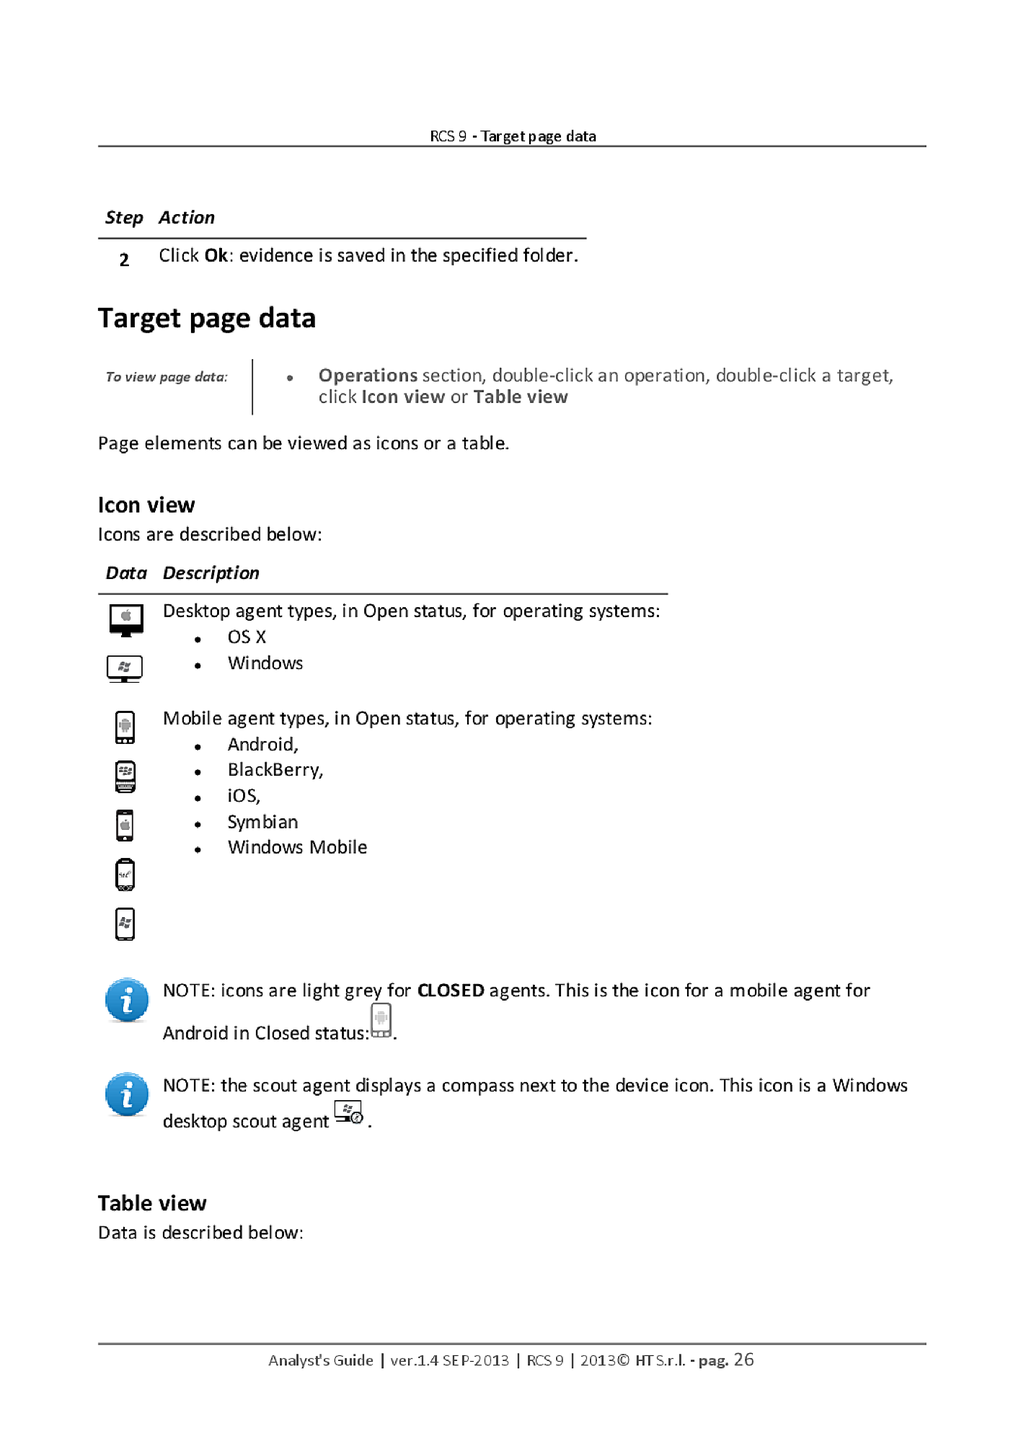 RCS 9 - Target page data
Step Action
2 Click Ok: evidence is saved in the specified folder.
Target page data
To view page data:
• Operations section, double-click an operation, double-click a target,
click Icon view or Table view
Page elements can be viewed as icons or a table.
Icon view
Icons are described below:
Data Description
Desktop agent types, in Open status, for operating systems:
• OS X
• Windows
Mobile agent types, in Open status, for operating systems:
• Android,
• BlackBerry,
• iOS,
• Symbian
• Windows Mobile
NOTE: icons are light grey for CLOSED agents. This is the icon for a mobile agent for
Android in Closed status: .
NOTE: the scout agent displays a compass next to the device icon. This icon is a Windows
desktop scout agent .
Table view
Data is described below:
Analyst's Guide | ver.1.4 SEP-2013 | RCS 9 | 2013© HT S.r.l. - pag. 26